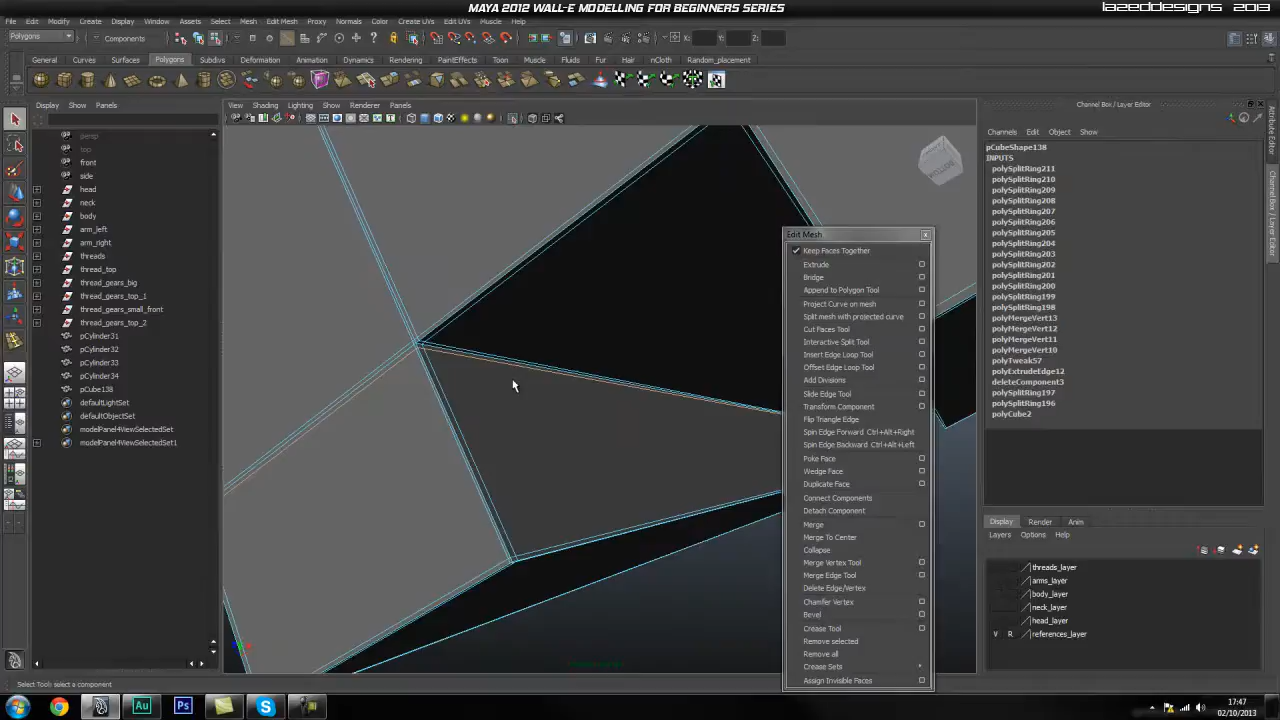 MAYA 2012 WALL-E MODELLING FOR BEGINNERS SERIES
lazeddesigns 2013
File Edit Modify Create Display Window Assets Select Mesh Edit Mesh Proxy Normals Color Create UVs Edit UVs Muscle Help
Polygons Components X: Y: Z:
General Curves Surfaces Polygons Subdivs Deformation Animation Dynamics Rendering PaintEffects Toon Muscle Fluids Fur Hair nCloth Random_placement
Display Show Panels
View Shading Lighting Show Renderer Panels
Channel Box / Layer Editor
Channels Edit Object Show
persp
top
front
side
head
neck
body
arm_left
arm_right
threads
thread_top
thread_gears_big
thread_gears_top_1
thread_gears_small_front
thread_gears_top_2
pCylinder31
pCylinder32
pCylinder33
pCylinder34
pCube138
defaultLightSet
defaultObjectSet
modelPanel4ViewSelectedSet
modelPanel4ViewSelectedSet1
Edit Mesh
Keep Faces Together
Extrude
Bridge
Append to Polygon Tool
Project Curve on mesh
Split mesh with projected curve
Cut Faces Tool
Interactive Split Tool
Insert Edge Loop Tool
Offset Edge Loop Tool
Add Divisions
Slide Edge Tool
Transform Component
Flip Triangle Edge
Spin Edge Forward Ctrl+Alt+Right
Spin Edge Backward Ctrl+Alt+Left
Poke Face
Wedge Face
Duplicate Face
Connect Components
Detach Component
Merge
Merge To Center
Collapse
Merge Vertex Tool
Merge Edge Tool
Delete Edge/Vertex
Chamfer Vertex
Bevel
Crease Tool
Remove selected
Remove all
Crease Sets
Assign Invisible Faces
pCubeShape138
INPUTS
polySplitRing211
polySplitRing210
polySplitRing209
polySplitRing208
polySplitRing207
polySplitRing206
polySplitRing205
polySplitRing204
polySplitRing203
polySplitRing202
polySplitRing201
polySplitRing200
polySplitRing199
polySplitRing198
polyMergeVert13
polyMergeVert12
polyMergeVert11
polyMergeVert10
polyTweak57
polyExtrudeEdge12
deleteComponent3
polySplitRing197
polySplitRing196
polyCube2
Attribute Editor
Channel Box / Layer Editor
Display Render Anim
Layers Options Help
threads_layer
arms_layer
body_layer
neck_layer
head_layer
V R references_layer
Select Tool: select a component
Au Ps S
17:47
02/10/2013